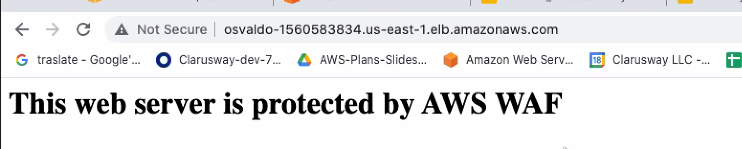 Not Secure | osvaldo-1560583834.us-east-1.elb.amazonaws.com
G traslate - Google'... Clarusway-dev-7... AWS-Plans-Slides... Amazon Web Serv... 18 Clarusway LLC -...
This web server is protected by AWS WAF